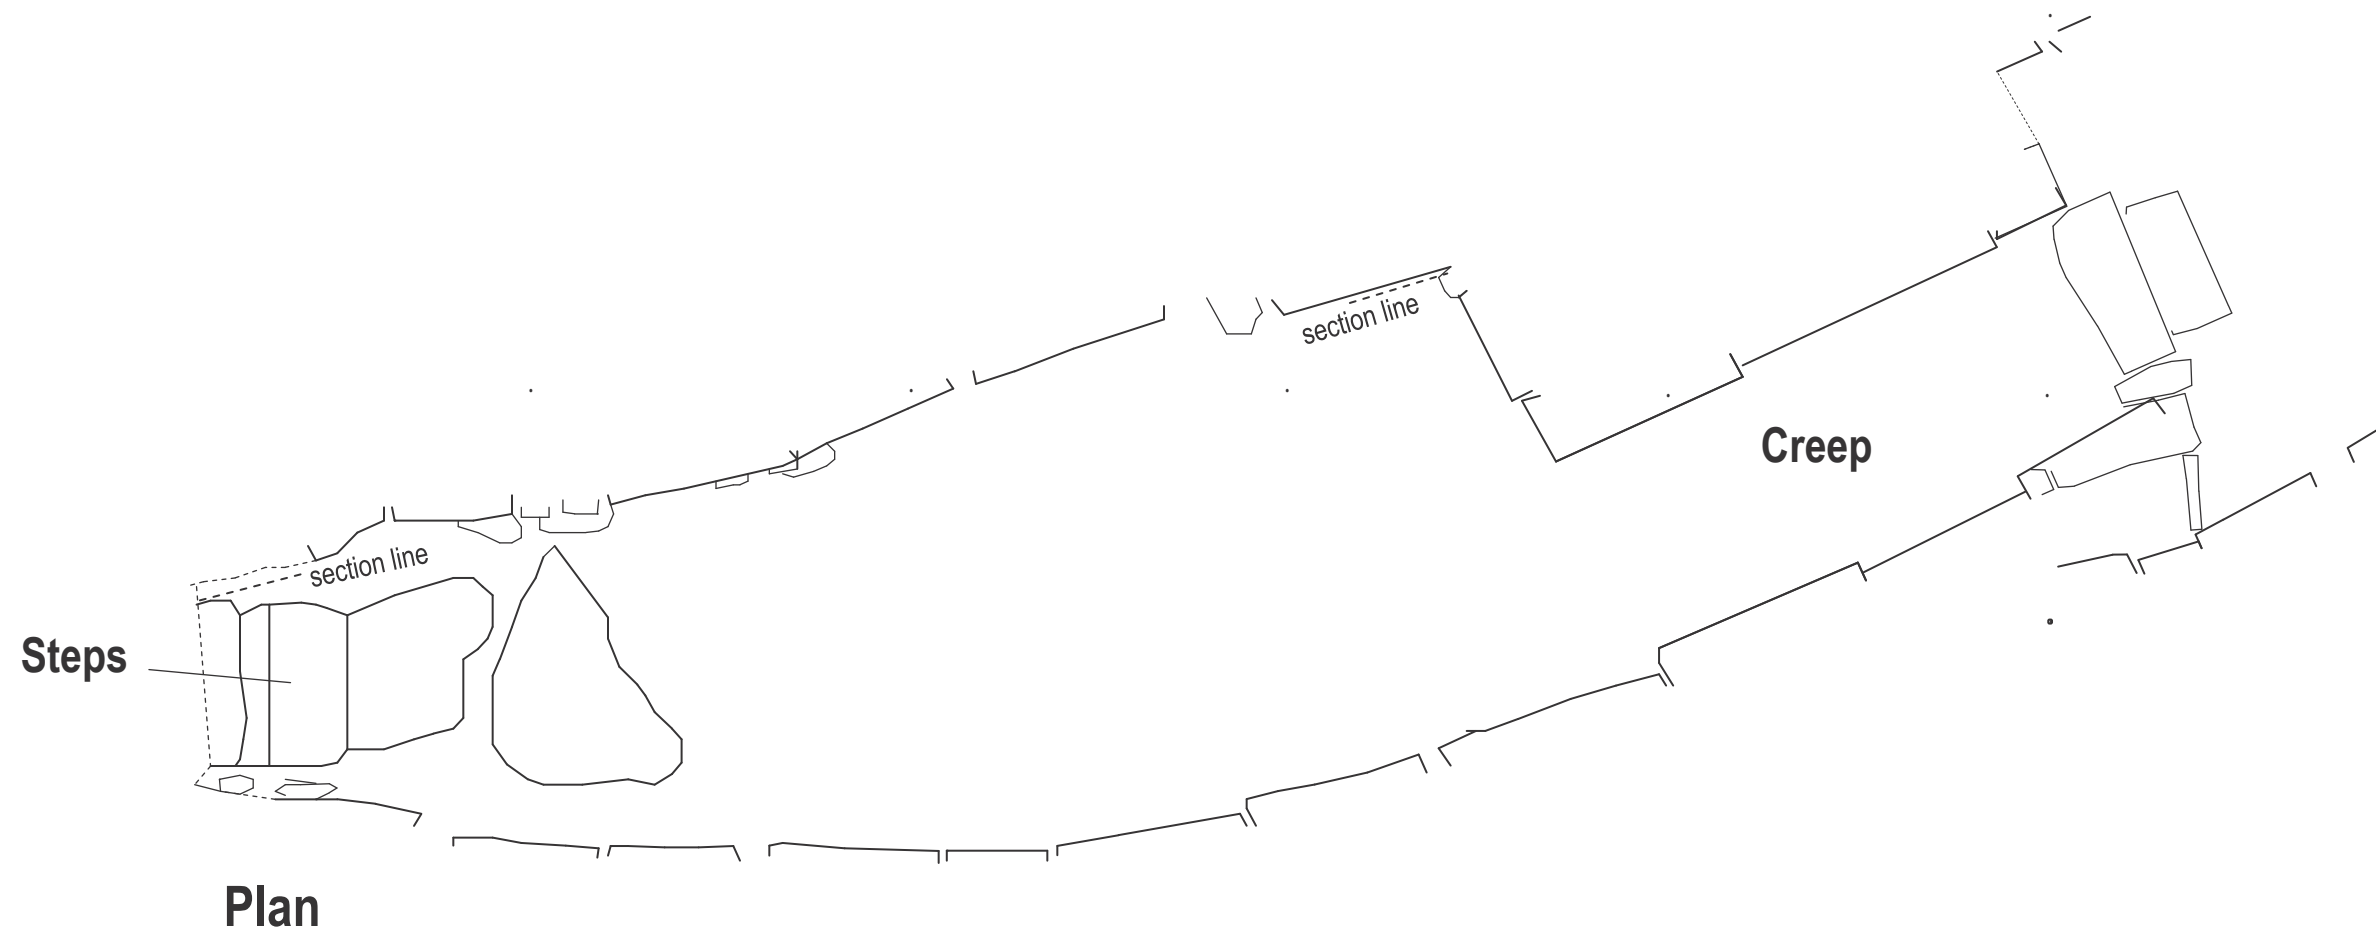 section line
Creep
section line
Steps
Plan